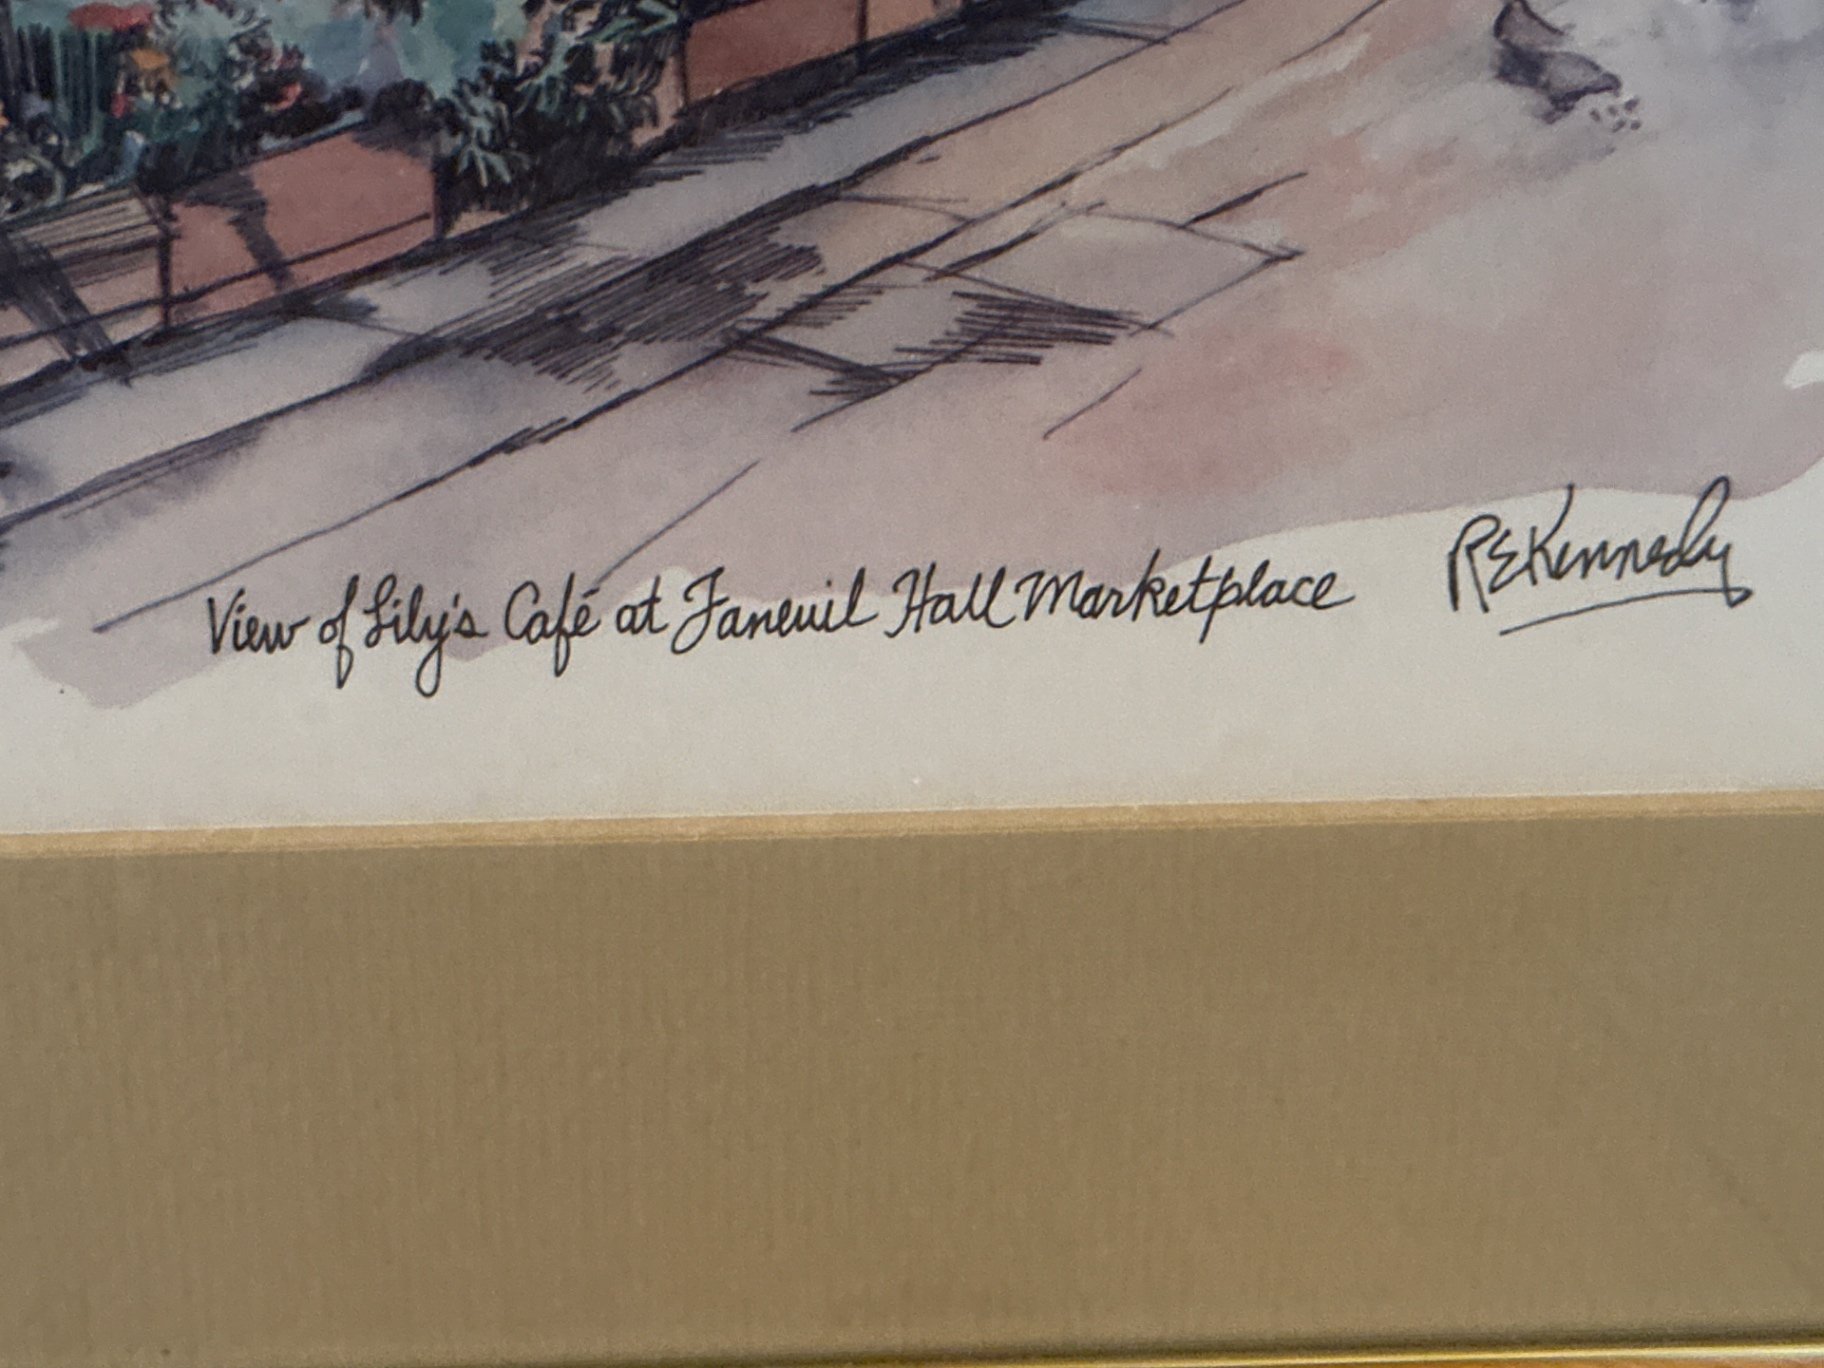 View of Lily's Café at Faneuil Hall Marketplace REKennedy